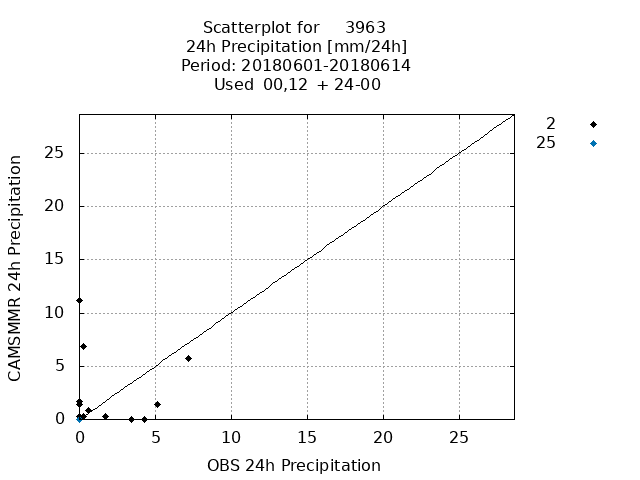 Scatterplot for 3963
24h Precipitation [mm/24h]
Period: 20180601-20180614
Used 00,12 + 24-00
2
25
CAMSMMR 24h Precipitation
25
20
15
10
5
0
0 5 10 15 20 25
OBS 24h Precipitation